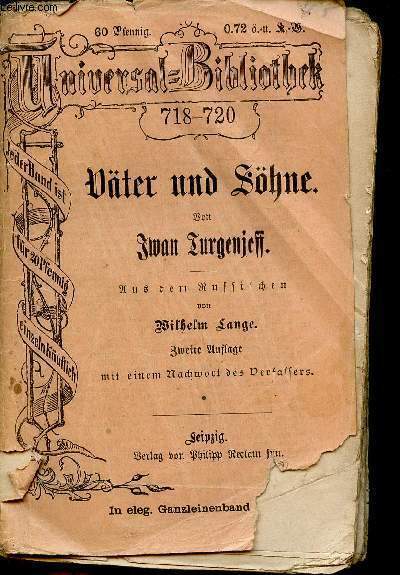 60 Pfennig. 0.72 ö.-u. K.-W.
Universal-Bibliothek
718-720
Jeder Band ist
für 20 Pfennig
einzeln käuflich
Väter und Söhne.
Von
Iwan Turgenjeff.
Aus dem Russischen
von
Wilhelm Lange.
Zweite Auflage
mit einem Nachwort des Verfassers.
Leipzig.
Verlag von Philipp Reclam jun.
In eleg. Ganzleinenband